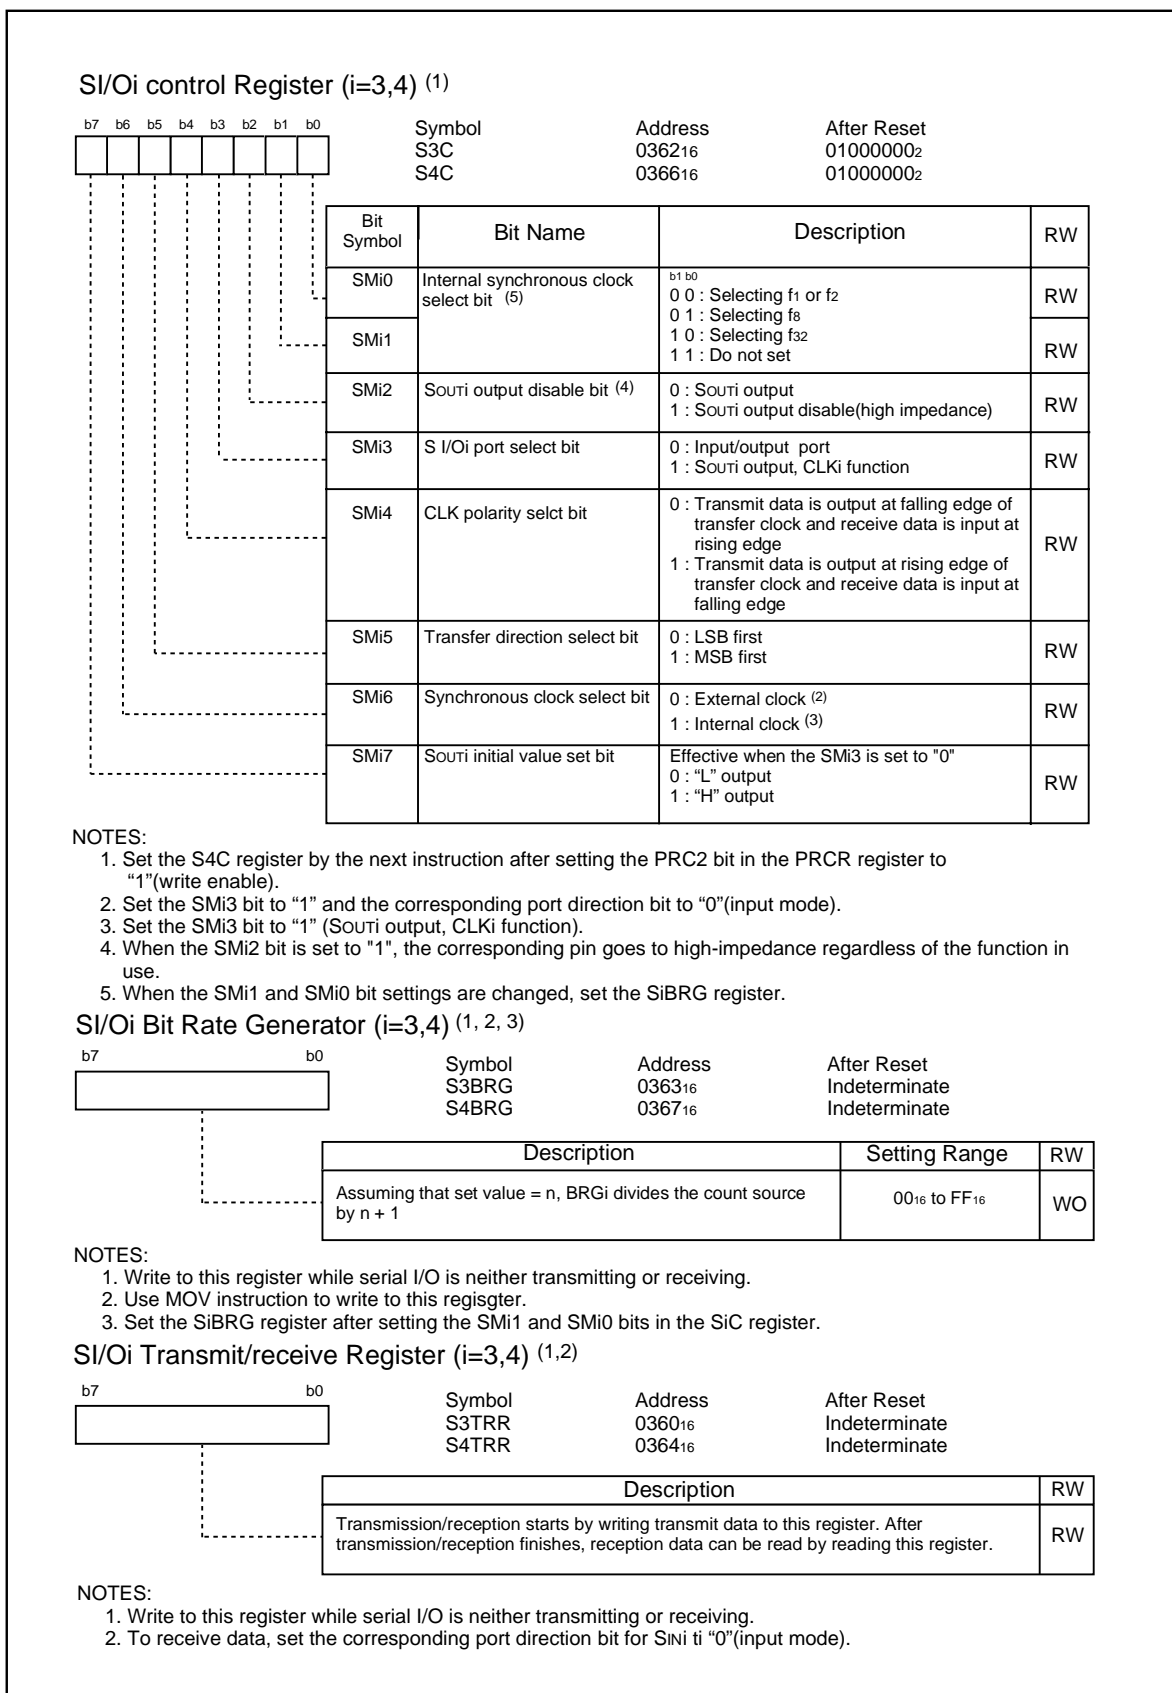 SI/Oi control Register (i=3,4) (1)
b7 b6 b5 b4 b3 b2 b1 b0
Symbol Address After Reset
S3C 036216 010000002
S4C 036616 010000002
Bit Symbol Bit Name Description RW
SMi0 Internal synchronous clock select bit (5) b1 b0
0 0 : Selecting f1 or f2 RW
0 1 : Selecting f8
SMi1 1 0 : Selecting f32
1 1 : Do not set RW
SMi2 SOUTi output disable bit (4) 0 : SOUTi output
1 : SOUTi output disable(high impedance) RW
SMi3 S I/Oi port select bit 0 : Input/output port
1 : SOUTi output, CLKi function RW
SMi4 CLK polarity selct bit 0 : Transmit data is output at falling edge of
transfer clock and receive data is input at
rising edge RW
1 : Transmit data is output at rising edge of
transfer clock and receive data is input at
falling edge
SMi5 Transfer direction select bit 0 : LSB first
1 : MSB first RW
SMi6 Synchronous clock select bit 0 : External clock (2)
1 : Internal clock (3) RW
SMi7 SOUTi initial value set bit Effective when the SMi3 is set to "0"
0 : “L” output
1 : “H” output RW
NOTES:
1. Set the S4C register by the next instruction after setting the PRC2 bit in the PRCR register to
“1”(write enable).
2. Set the SMi3 bit to “1” and the corresponding port direction bit to “0”(input mode).
3. Set the SMi3 bit to “1” (SOUTi output, CLKi function).
4. When the SMi2 bit is set to "1", the corresponding pin goes to high-impedance regardless of the function in
use.
5. When the SMi1 and SMi0 bit settings are changed, set the SiBRG register.
SI/Oi Bit Rate Generator (i=3,4) (1, 2, 3)
b7 b0
Symbol Address After Reset
S3BRG 036316 Indeterminate
S4BRG 036716 Indeterminate
Description Setting Range RW
Assuming that set value = n, BRGi divides the count source
by n + 1 0016 to FF16 WO
NOTES:
1. Write to this register while serial I/O is neither transmitting or receiving.
2. Use MOV instruction to write to this regisgter.
3. Set the SiBRG register after setting the SMi1 and SMi0 bits in the SiC register.
SI/Oi Transmit/receive Register (i=3,4) (1,2)
b7 b0
Symbol Address After Reset
S3TRR 036016 Indeterminate
S4TRR 036416 Indeterminate
Description RW
Transmission/reception starts by writing transmit data to this register. After
transmission/reception finishes, reception data can be read by reading this register. RW
NOTES:
1. Write to this register while serial I/O is neither transmitting or receiving.
2. To receive data, set the corresponding port direction bit for SINi ti “0”(input mode).